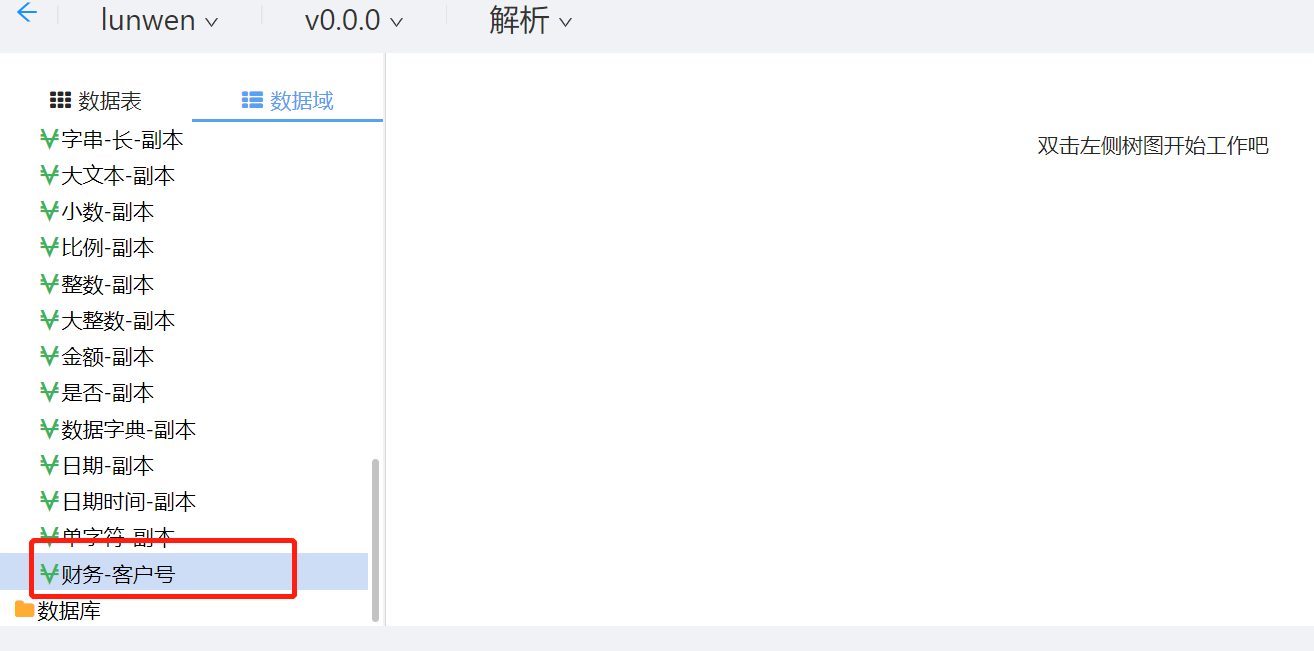 lunwen v0.0.0 解析
数据表 数据域
字串-长-副本
双击左侧树图开始工作吧
大文本-副本
小数-副本
比例-副本
整数-副本
大整数-副本
金额-副本
是否-副本
数据字典-副本
日期-副本
日期时间-副本
单字符-副本
财务-客户号
数据库